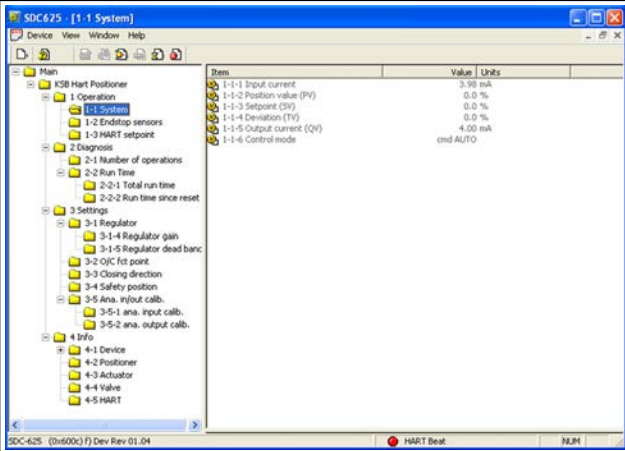 SDC625 - [1-1 System]
Device View Window Help
Main
KSB Hart Positioner
1 Operation
1-1 System
1-2 Endstop sensors
1-3 HART setpoint
2 Diagnosis
2-1 Number of operations
2-2 Run Time
2-2-1 Total run time
2-2-2 Run time since reset
3 Settings
3-1 Regulator
3-1-4 Regulator gain
3-1-5 Regulator dead banc
3-2 O/C fct point
3-3 Closing direction
3-4 Safety position
3-5 Ana. in/out calib.
3-5-1 ana. input calib.
3-5-2 ana. output calib.
4 Info
4-1 Device
4-2 Positioner
4-3 Actuator
4-4 Valve
4-5 HART
Item Value Units
1-1-1 Input current 3.98 mA
1-1-2 Position value (PV) 0.0 %
1-1-3 Setpoint (SV) 0.0 %
1-1-4 Deviation (TV) 0.0 %
1-1-5 Output current (QV) 4.00 mA
1-1-6 Control mode cmd AUTO
SDC-625 (0x600c) f) Dev Rev 01.04 HART Beat NUM